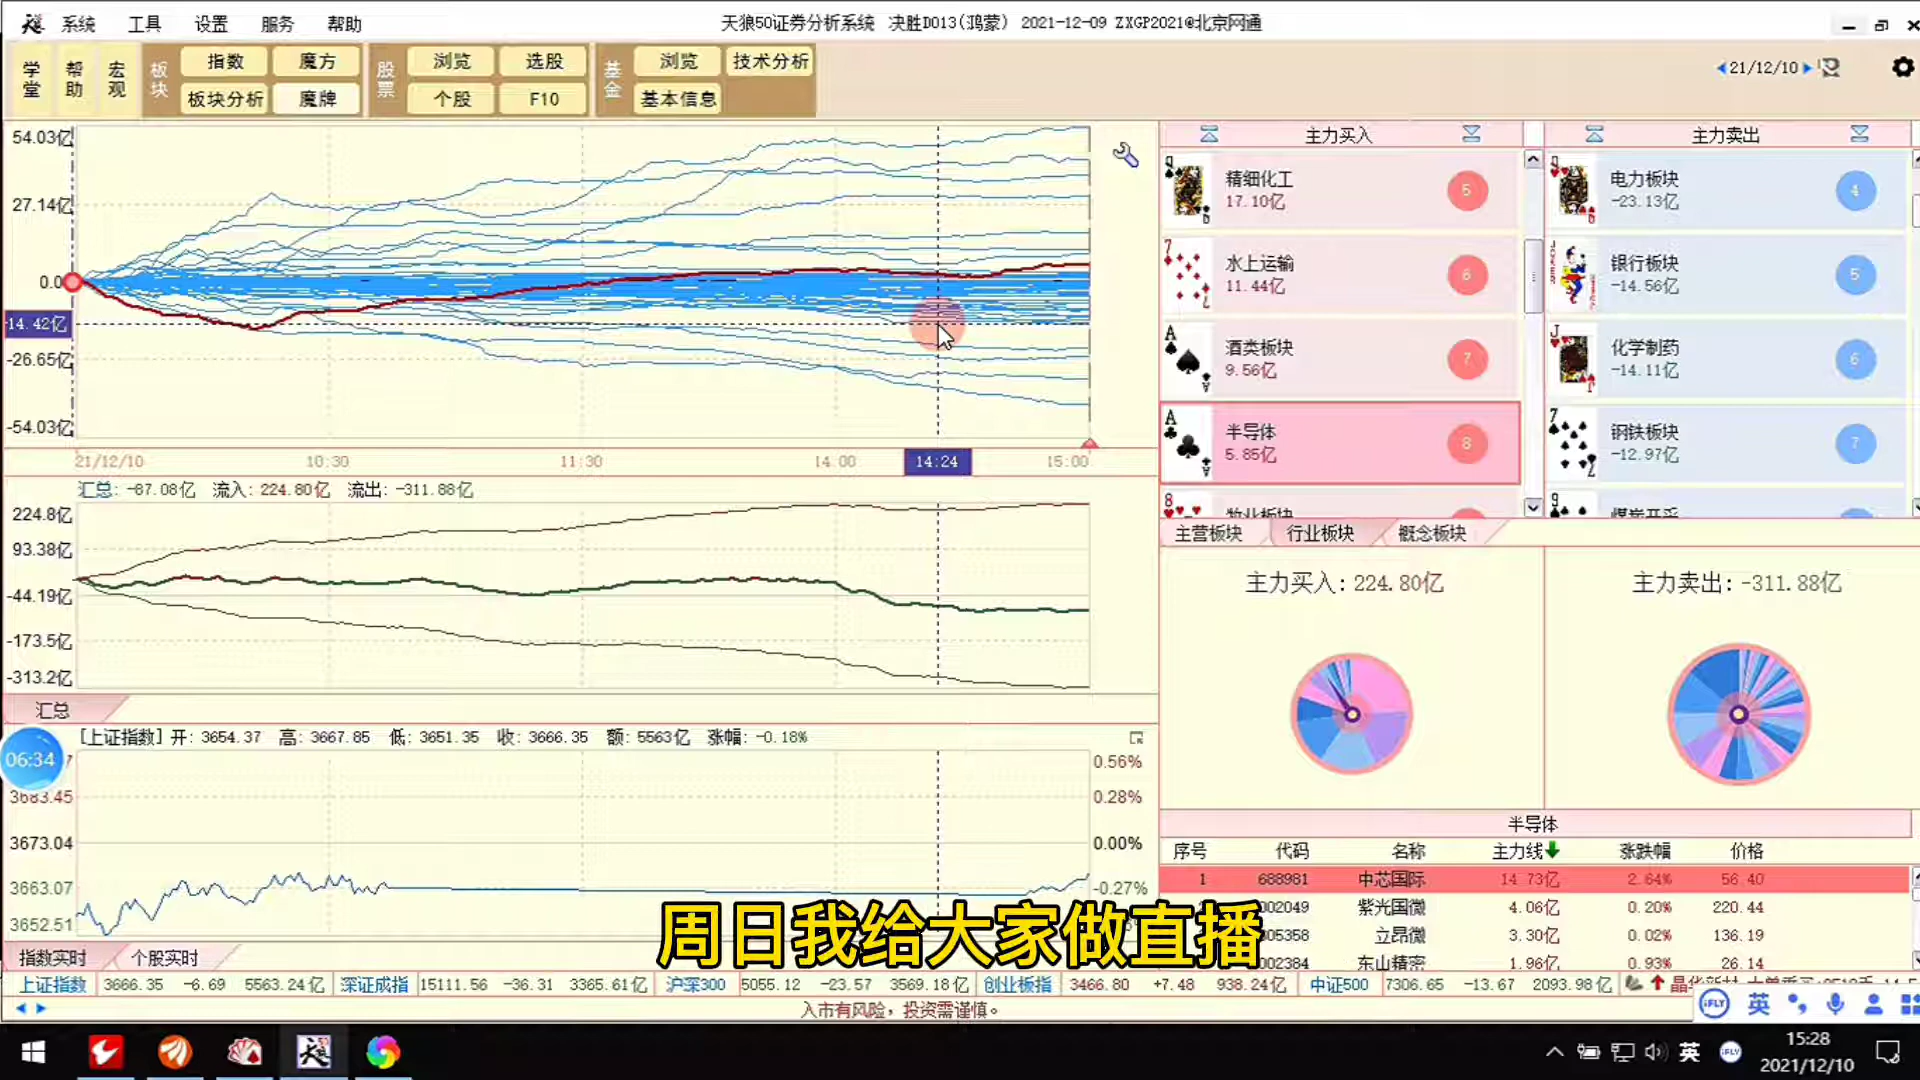 系统 工具 设置 服务 帮助 天狼50证券分析系统 决胜D013(鸿蒙) 2021-12-09 ZXGP2021@北京网通
学堂 帮助 宏观 板块 指数 魔方 股票 浏览 选股 基金 浏览 技术分析 21/12/10
板块分析 魔牌 个股 F10 基本信息
54.03亿
27.14亿
0.0
-14.42亿
-26.65亿
-54.03亿
21/12/10 10:30 11:30 14:00 14:24 15:00
汇总: -87.08亿 流入: 224.80亿 流出: -311.88亿
224.8亿
93.38亿
-44.19亿
-173.5亿
-313.2亿
汇总
[上证指数] 开: 3654.37 高: 3667.85 低: 3651.35 收: 3666.35 额: 5563亿 涨幅: -0.18%
06:34
0.56%
3683.45 0.28%
3673.04 0.00%
3663.07 -0.27%
3652.51
指数实时 个股实时
主力买入 主力卖出
Q 精细化工 17.10亿 5
Q 电力板块 -23.13亿 4
7 水上运输 11.44亿 6
银行板块 -14.56亿 5
A 酒类板块 9.56亿 7
J 化学制药 -14.11亿 6
A 半导体 5.85亿 8
7 钢铁板块 -12.97亿 7
8 牧业板块
9 煤炭开采
主营板块 行业板块 概念板块
主力买入: 224.80亿 主力卖出: -311.88亿
半导体
序号 代码 名称 主力线 涨跌幅 价格
1 688981 中芯国际 14.73亿 2.64% 56.40
002049 紫光国微 4.06亿 0.20% 220.44
立昂微 3.30亿 0.02% 136.19
002384 东山精密 1.96亿 0.93% 26.14
周日我给大家做直播
上证指数 3666.35 -6.69 5563.24亿 深证成指 15111.56 -36.31 3365.61亿 沪深300 5055.12 -23.57 3569.18亿 创业板指 3466.80 +7.48 938.24亿 中证500 7306.65 -13.67 2093.98亿
入市有风险，投资需谨慎。
iFLY 英
英 iFLY 15:28
2021/12/10